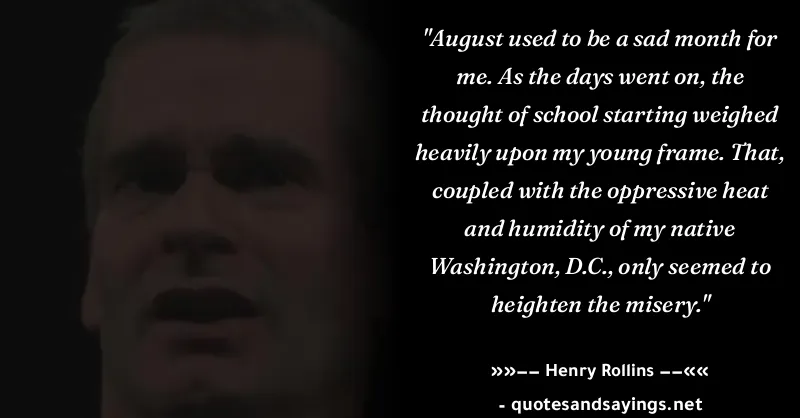 "August used to be a sad month for
me. As the days went on, the
thought of school starting weighed
heavily upon my young frame. That,
coupled with the oppressive heat
and humidity of my native
Washington, D.C., only seemed to
heighten the misery."
»»−− Henry Rollins −−««
- quotesandsayings.net